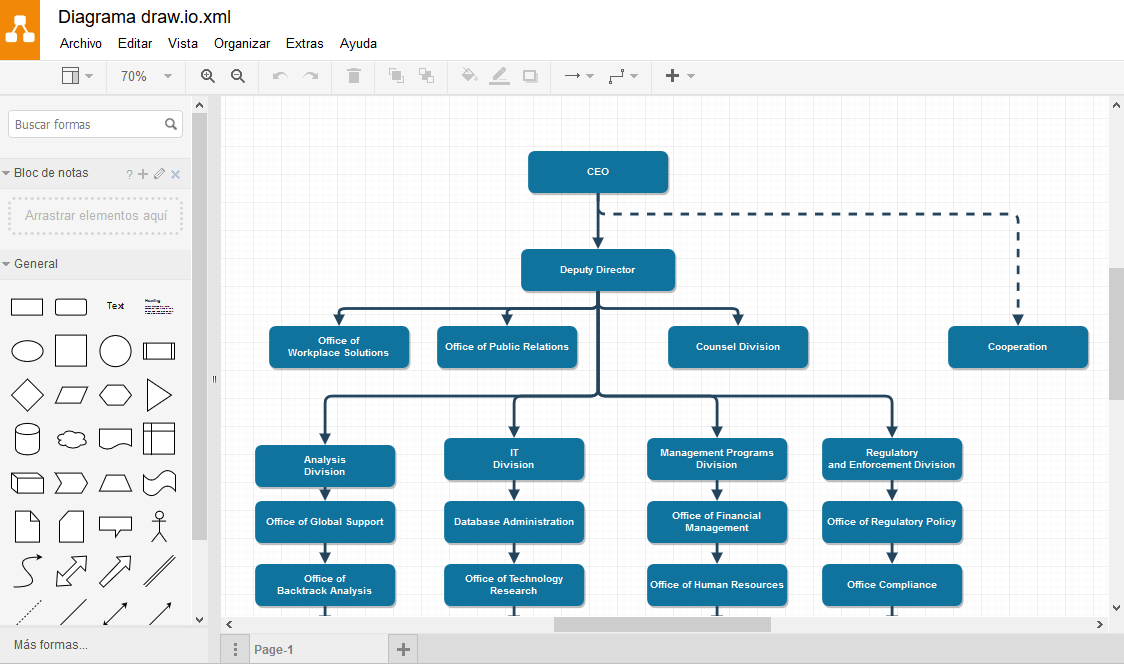 Diagrama draw.io.xml
Archivo Editar Vista Organizar Extras Ayuda
70%
Buscar formas
Bloc de notas
?
Arrastrar elementos aquí
General
Text
Heading
Más formas...
CEO
Deputy Director
Office of
Workplace Solutions
Office of Public Relations
Counsel Division
Cooperation
Analysis
Division
IT
Division
Management Programs
Division
Regulatory
and Enforcement Division
Office of Global Support
Database Administration
Office of Financial
Management
Office of Regulatory Policy
Office of
Backtrack Analysis
Office of Technology
Research
Office of Human Resources
Office Compliance
Page-1